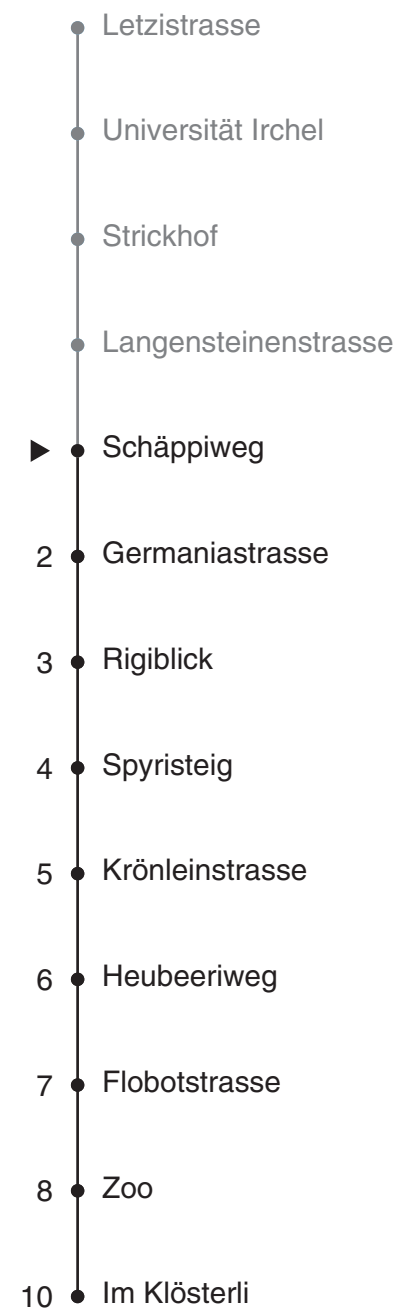 Letzistrasse
Universität Irchel
Strickhof
Langensteinenstrasse
Schäppiweg
2 Germaniastrasse
3 Rigiblick
4 Spyristeig
5 Krönleinstrasse
6 Heubeeriweg
7 Flobotstrasse
8 Zoo
10 Im Klösterli